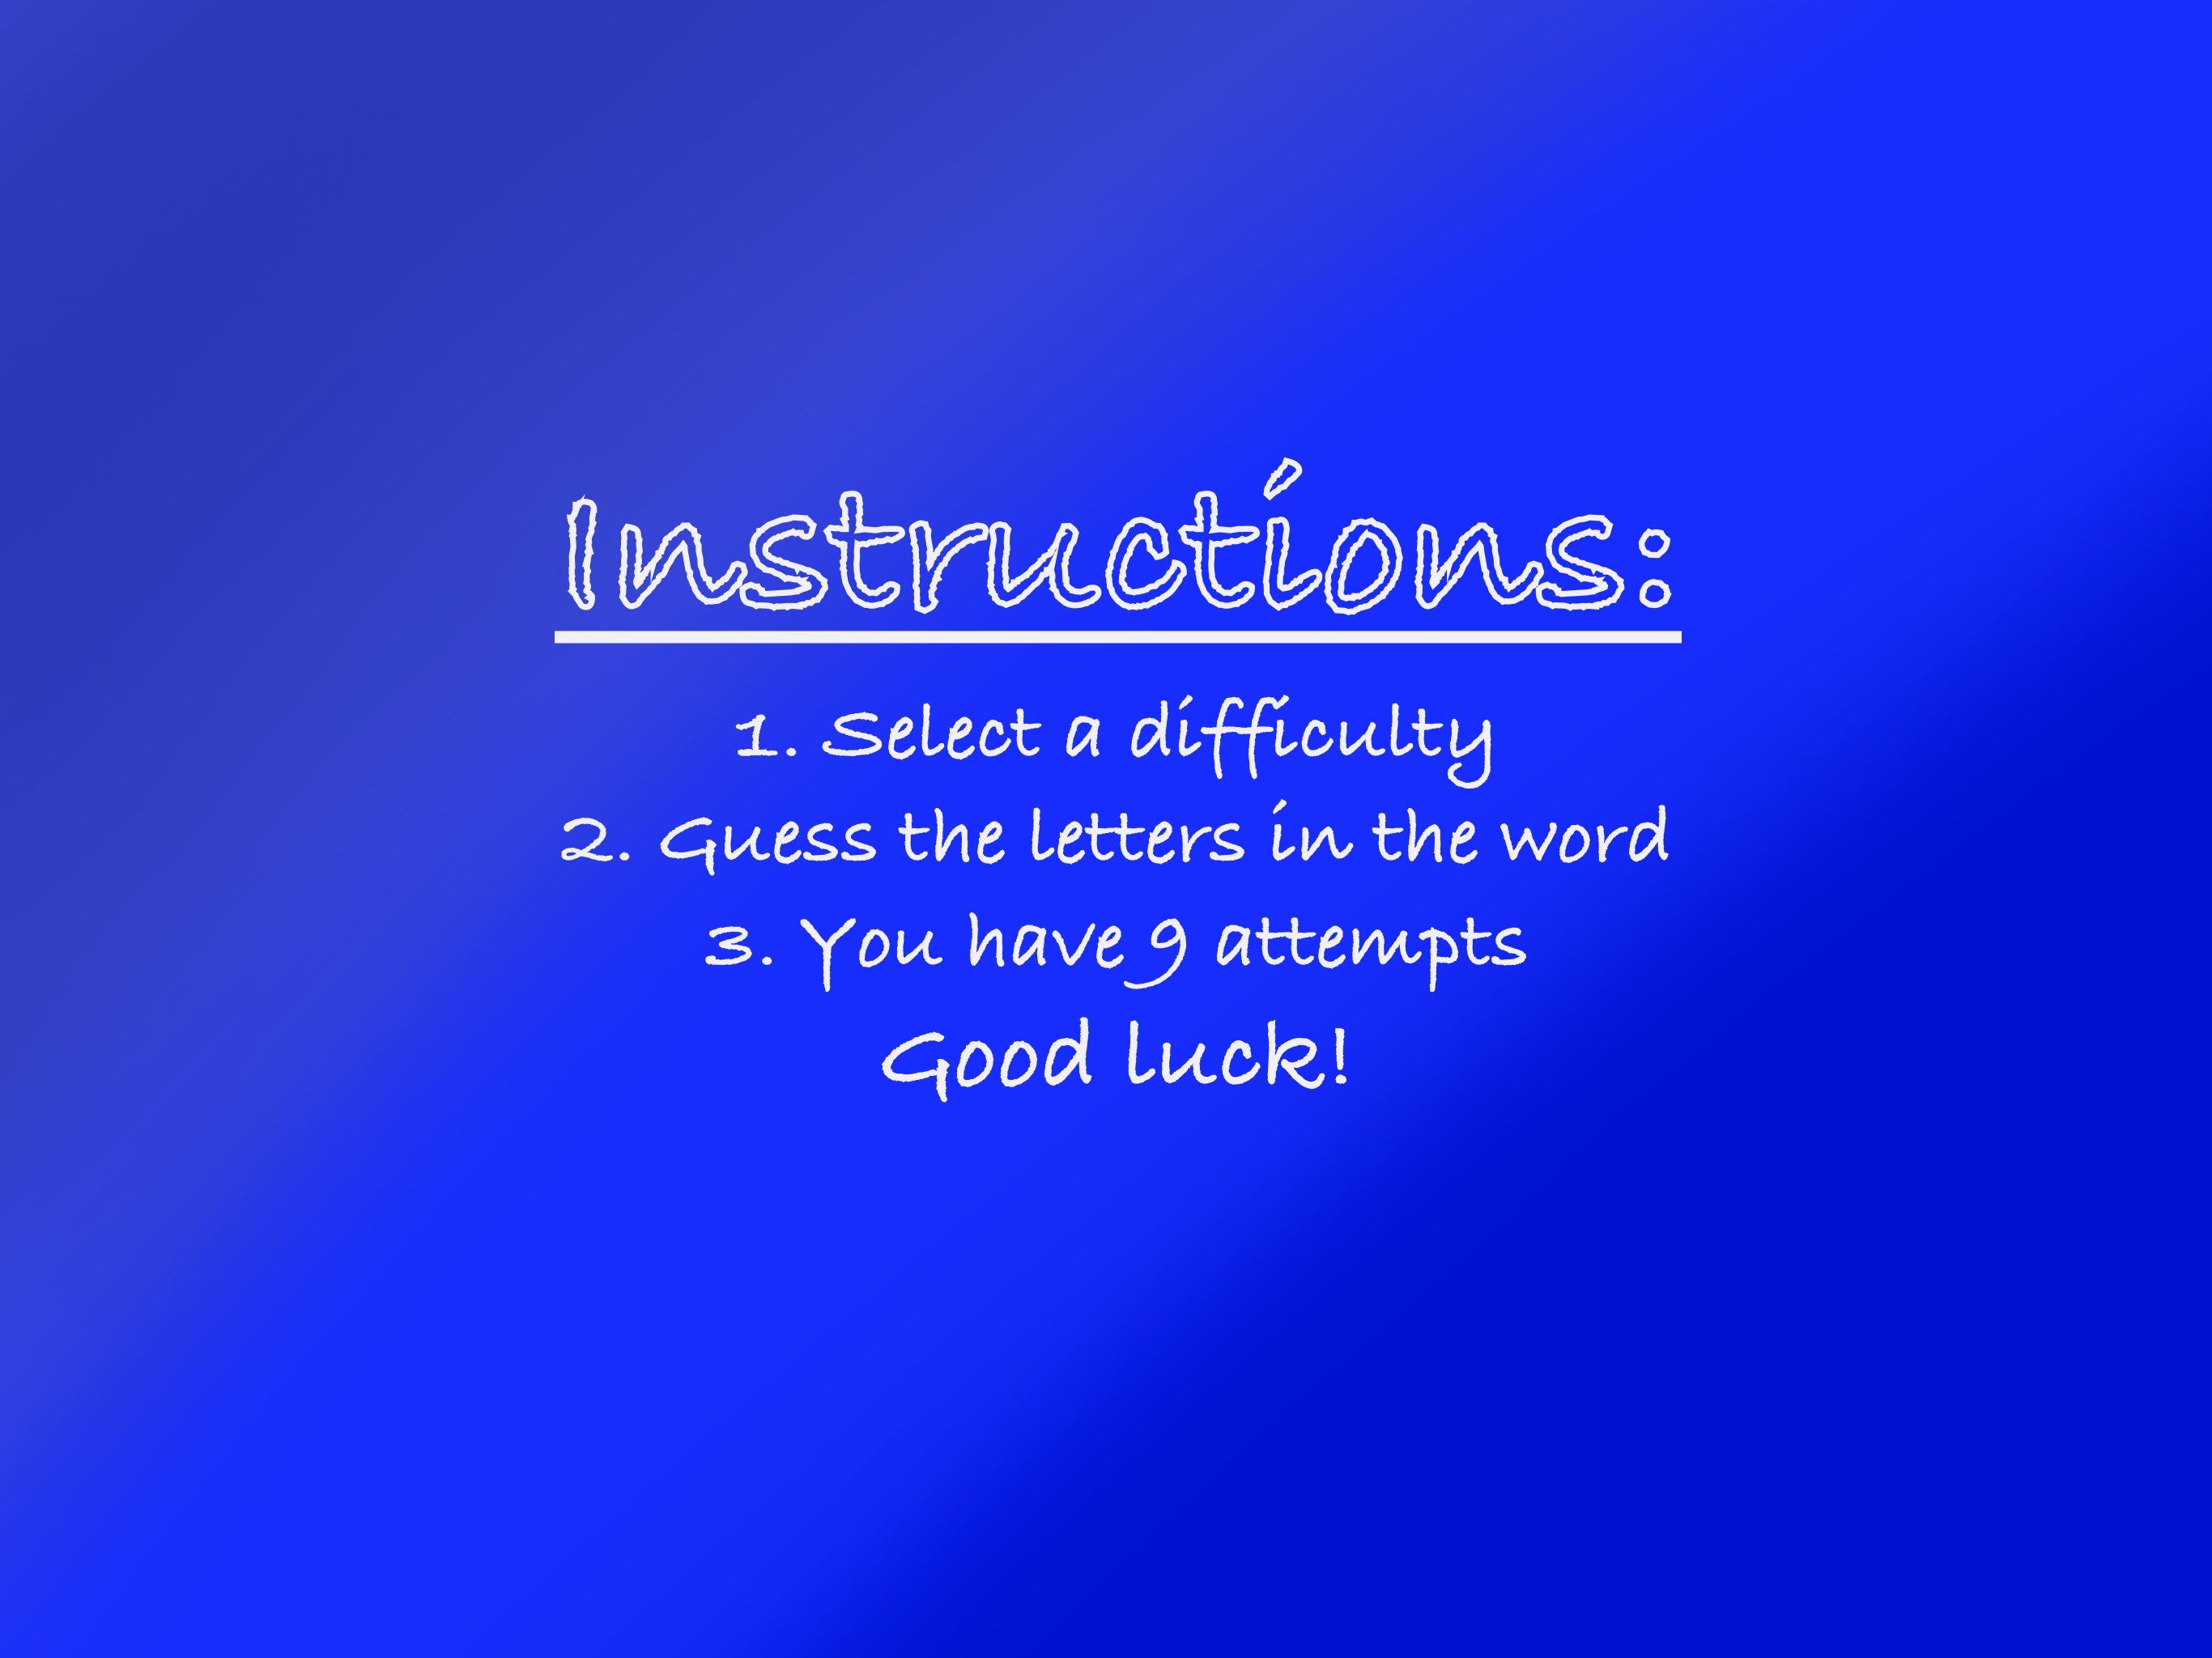 Instructions:
1. Select a difficulty
2. Guess the letters in the word
3. You have 9 attempts
Good luck!